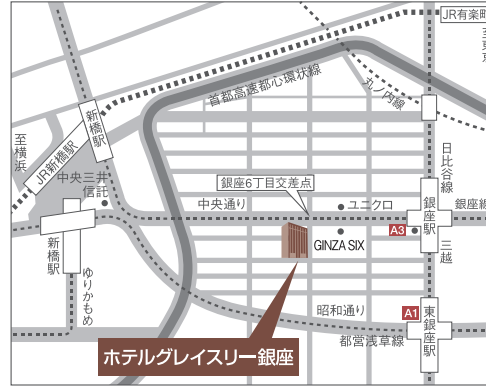 JR有楽町
至東京
首都高速都心環状線
丸ノ内線
新橋駅
至横浜
JR新橋駅
中央三井
信託
日比谷線
銀座6丁目交差点
中央通り
ユニクロ
銀座駅
銀座線
A3
三越
GINZA SIX
新橋駅
ゆりかもめ
昭和通り
A1
都営浅草線
東銀座駅
ホテルグレイスリー銀座